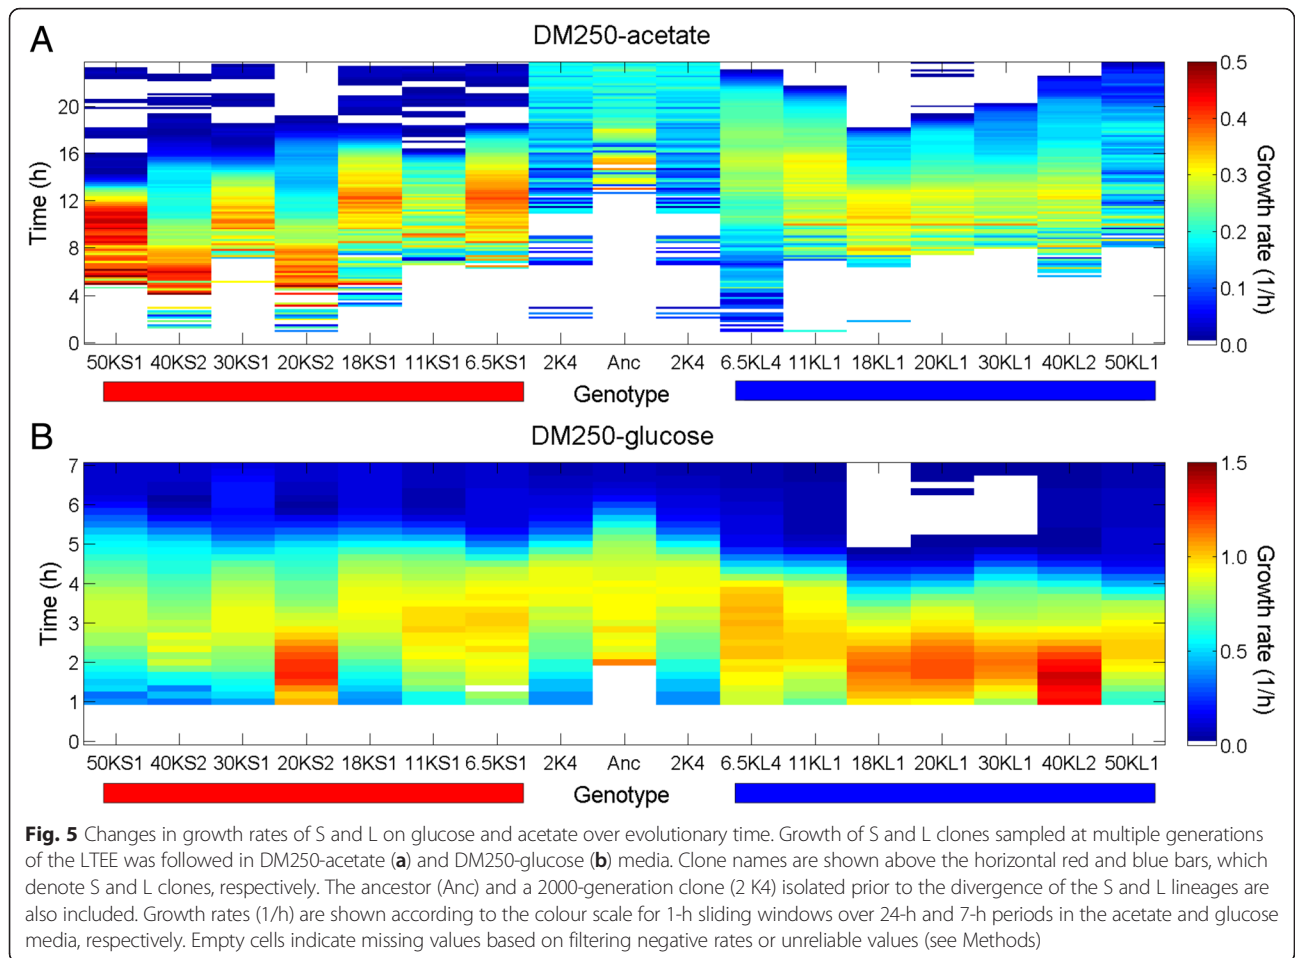 A
DM250-acetate
20
16
12
8
4
0
Time (h)
50KS1 40KS2 30KS1 20KS2 18KS1 11KS1 6.5KS1 2K4 Anc 2K4 6.5KL4 11KL1 18KL1 20KL1 30KL1 40KL2 50KL1
Genotype
0.5
0.4
0.3
0.2
0.1
0.0
Growth rate (1/h)
B
DM250-glucose
7
6
5
4
3
2
1
0
Time (h)
50KS1 40KS2 30KS1 20KS2 18KS1 11KS1 6.5KS1 2K4 Anc 2K4 6.5KL4 11KL1 18KL1 20KL1 30KL1 40KL2 50KL1
Genotype
1.5
1.0
0.5
0.0
Growth rate (1/h)
Fig. 5 Changes in growth rates of S and L on glucose and acetate over evolutionary time. Growth of S and L clones sampled at multiple generations
of the LTEE was followed in DM250-acetate (a) and DM250-glucose (b) media. Clone names are shown above the horizontal red and blue bars, which
denote S and L clones, respectively. The ancestor (Anc) and a 2000-generation clone (2 K4) isolated prior to the divergence of the S and L lineages are
also included. Growth rates (1/h) are shown according to the colour scale for 1-h sliding windows over 24-h and 7-h periods in the acetate and glucose
media, respectively. Empty cells indicate missing values based on filtering negative rates or unreliable values (see Methods)